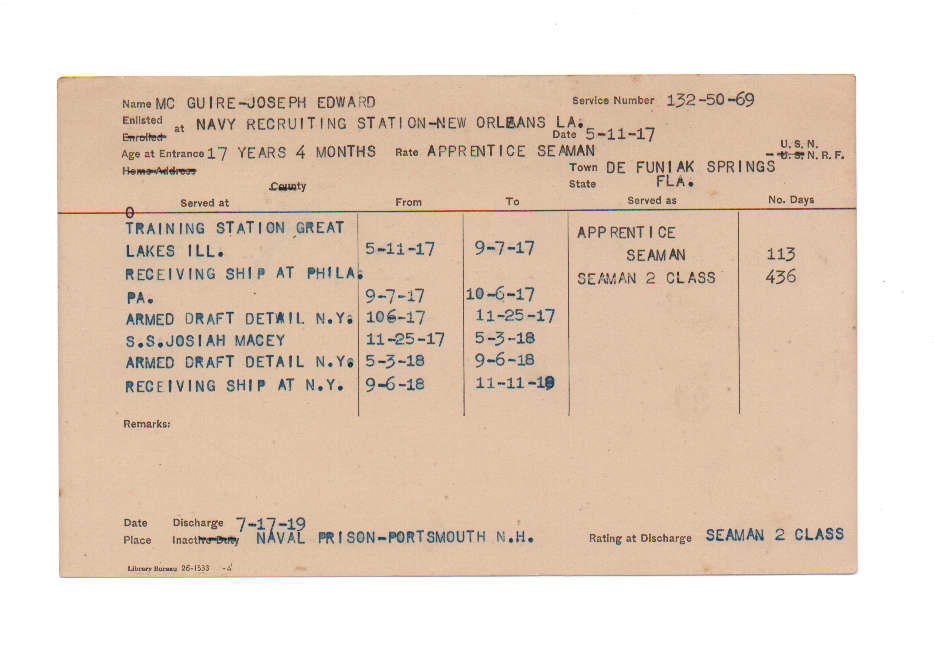 Name MC GUIRE-JOSEPH EDWARD Service Number 132-50-69
Enlisted
Enrolled at NAVY RECRUITING STATION-NEW ORLEANS LA. Date 5-11-17
Age at Entrance 17 YEARS 4 MONTHS Rate APPRENTICE SEAMAN U.S.N. U.S.N.R.F.
Home Address Town DE FUNIAK SPRINGS
County State FLA.
Served at From To Served as No. Days
0
TRAINING STATION GREAT APPRENTICE
LAKES ILL. 5-11-17 9-7-17 SEAMAN 113
RECEIVING SHIP AT PHILA. SEAMAN 2 CLASS 436
PA. 9-7-17 10-6-17
ARMED DRAFT DETAIL N.Y. 106-17 11-25-17
S.S.JOSIAH MACEY 11-25-17 5-3-18
ARMED DRAFT DETAIL N.Y. 5-3-18 9-6-18
RECEIVING SHIP AT N.Y. 9-6-18 11-11-18
Remarks:
Date Discharge 7-17-19
Place Inactive Duty NAVAL PRISON-PORTSMOUTH N.H. Rating at Discharge SEAMAN 2 CLASS
Library Bureau 26-1533